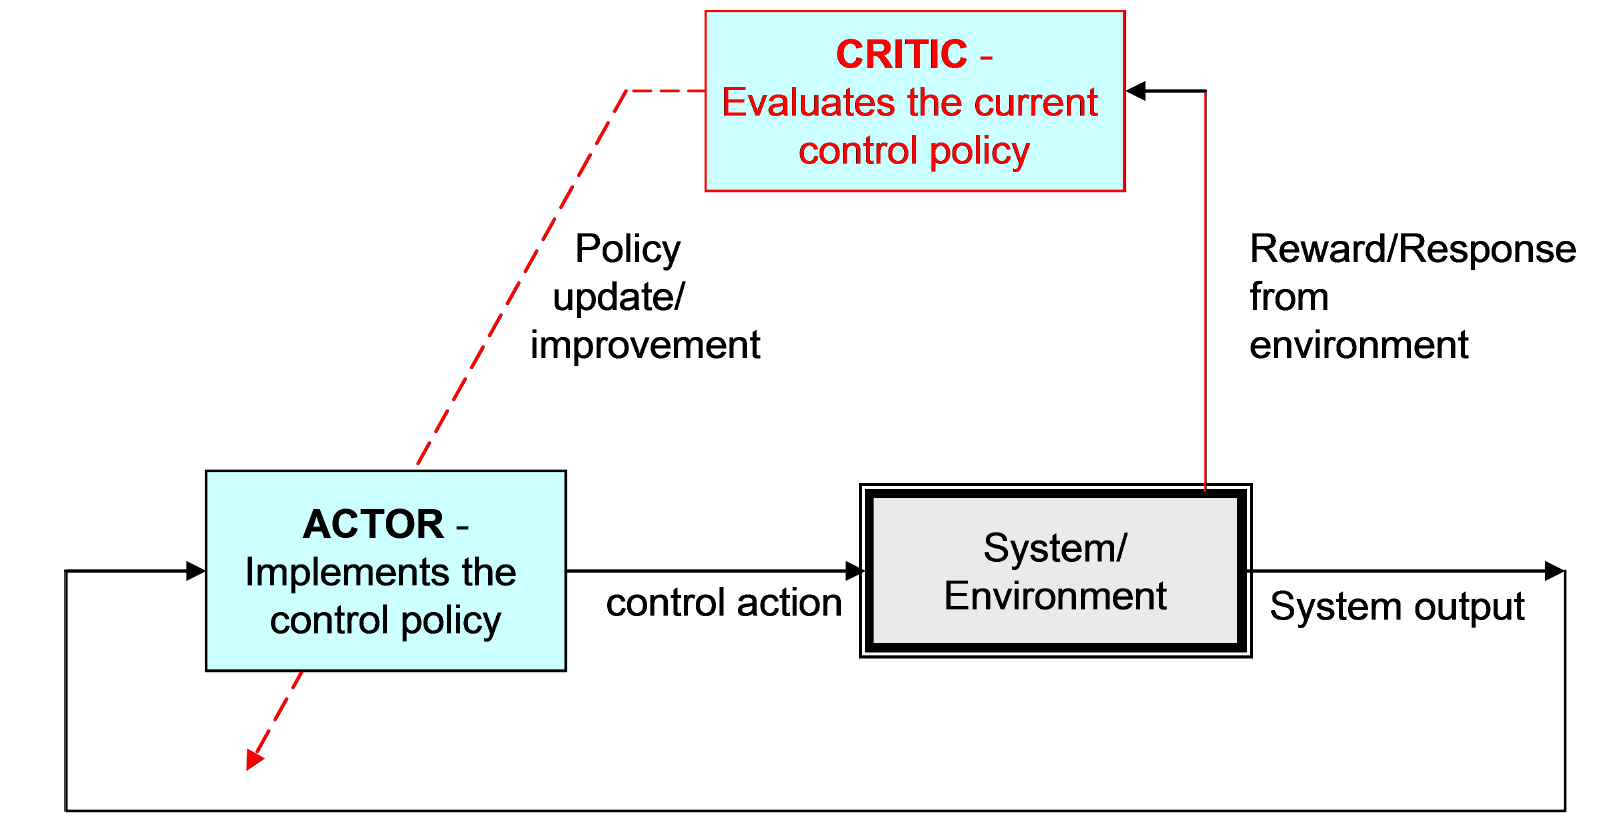 CRITIC -
Evaluates the current
control policy
Policy
update/
improvement
Reward/Response
from
environment
ACTOR -
Implements the
control policy
control action
System/
Environment
System output